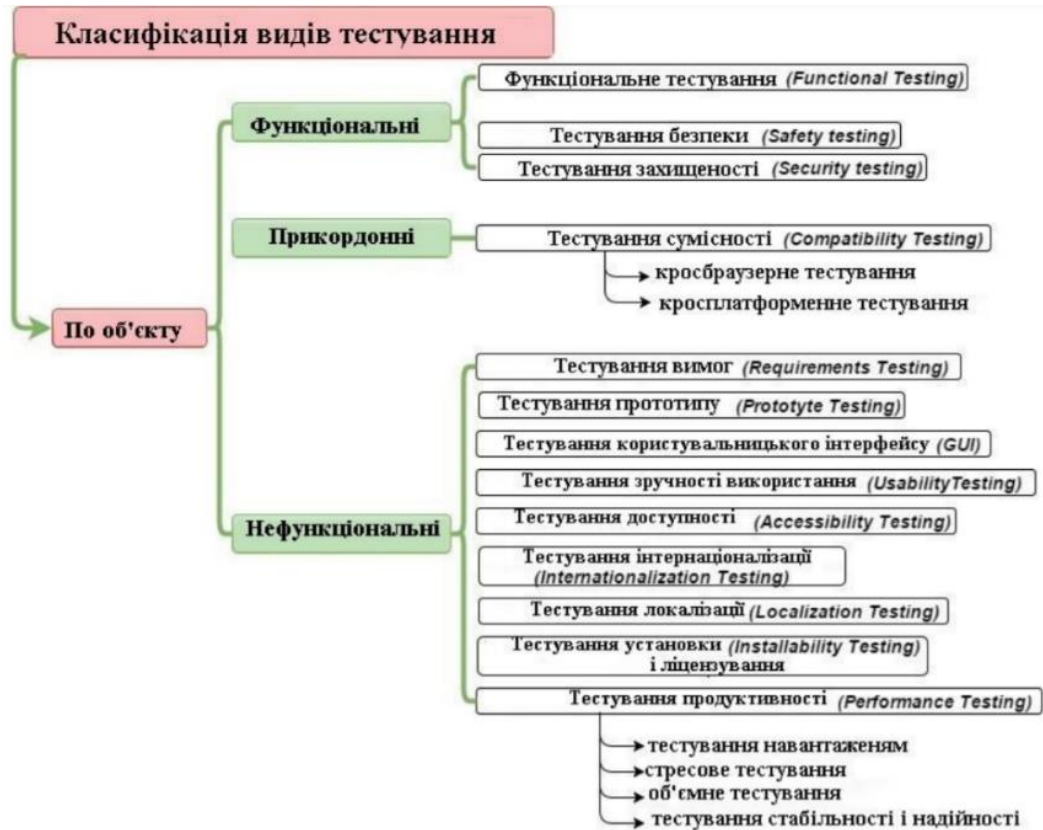 Класифікація видів тестування
По об'єкту
Функціональні
Функціональне тестування (Functional Testing)
Тестування безпеки (Safety testing)
Тестування захищеності (Security testing)
Прикордонні
Тестування сумісності (Compatibility Testing)
кросбраузерне тестування
кросплатформенне тестування
Нефункціональні
Тестування вимог (Requirements Testing)
Тестування прототипу (Prototyte Testing)
Тестування користувальницького інтерфейсу (GUI)
Тестування зручності використання (UsabilityTesting)
Тестування доступності (Accessibility Testing)
Тестування інтернаціоналізації
(Internationalization Testing)
Тестування локалізації (Localization Testing)
Тестування установки (Installability Testing)
і ліцензування
Тестування продуктивності (Performance Testing)
тестування навантаженям
стресове тестування
об'ємне тестування
тестування стабільності і надійності